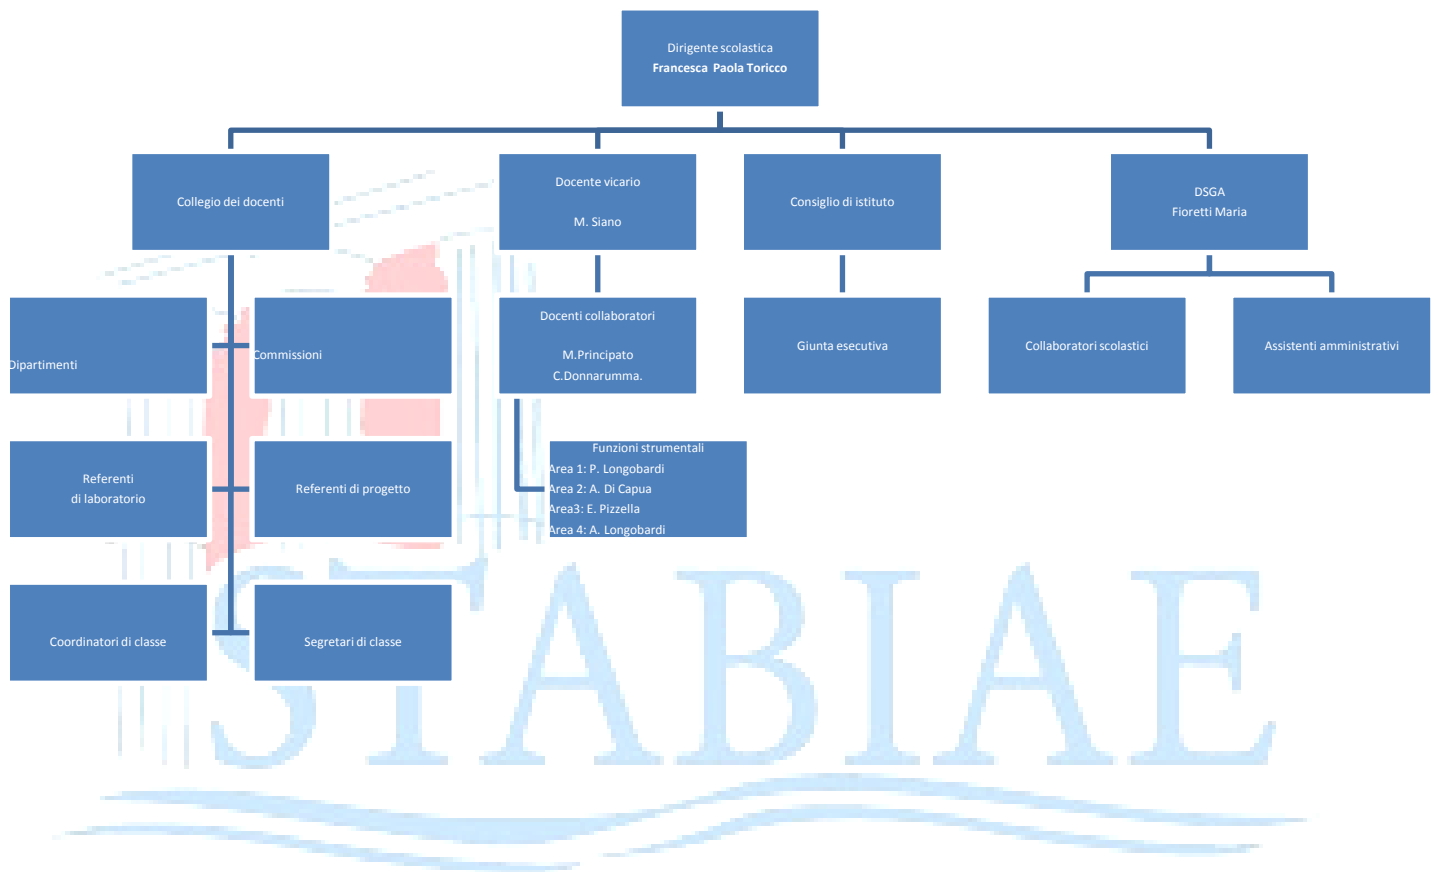 Dirigente scolastica
Francesca Paola Toricco
Collegio dei docenti
Docente vicario
M. Siano
Consiglio di istituto
DSGA
Fioretti Maria
Dipartimenti
Commissioni
Docenti collaboratori
M.Principato
C.Donnarumma.
Giunta esecutiva
Collaboratori scolastici
Assistenti amministrativi
Referenti
di laboratorio
Referenti di progetto
Funzioni strumentali
Area 1: P. Longobardi
Area 2: A. Di Capua
Area3: E. Pizzella
Area 4: A. Longobardi
Coordinatori di classe
Segretari di classe
STABIAE